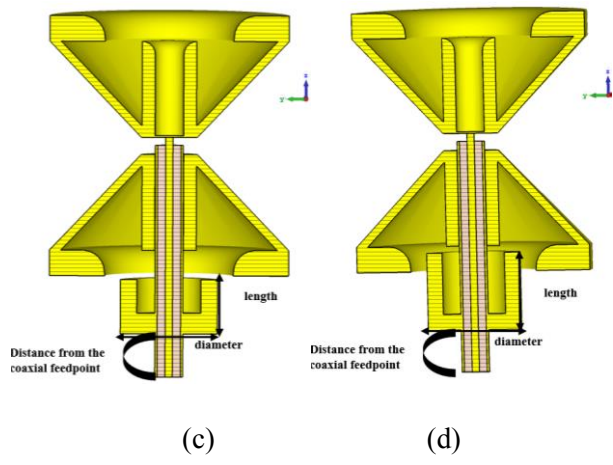 z
y
length
diameter
Distance from the
coaxial feedpoint
(c)
z
y
length
diameter
Distance from the
coaxial feedpoint
(d)